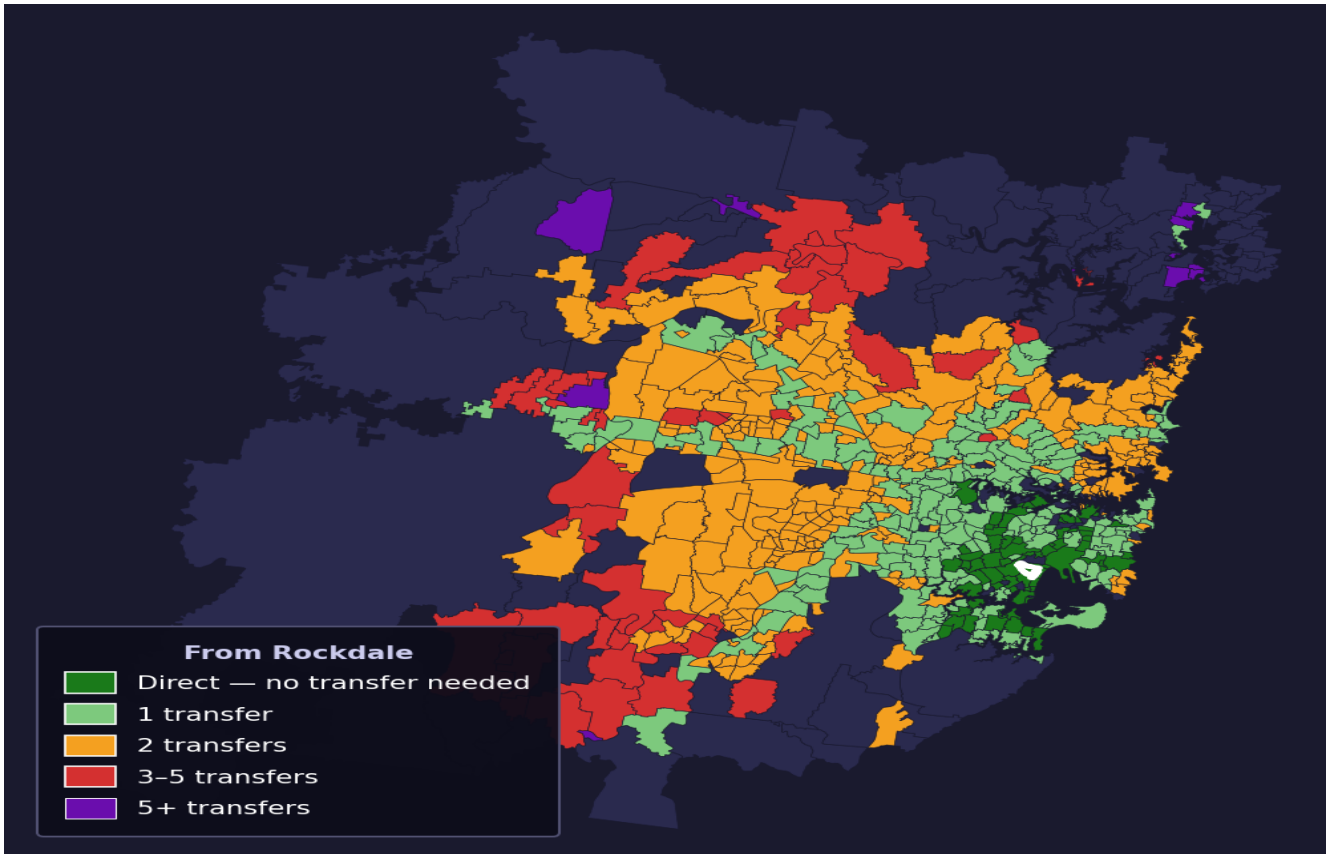 From Rockdale
Direct — no transfer needed
1 transfer
2 transfers
3–5 transfers
5+ transfers